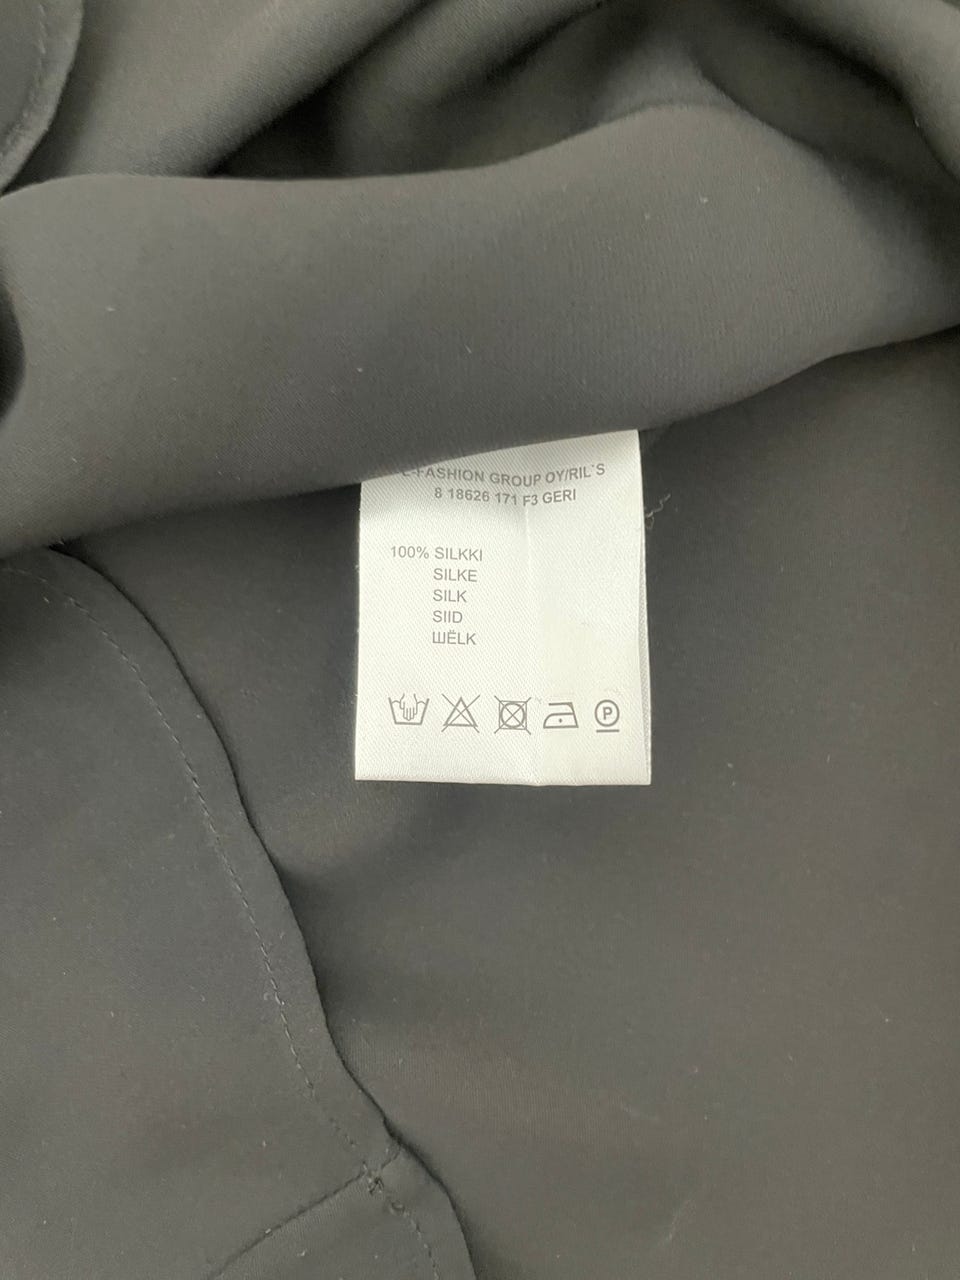 FASHION GROUP OY/RIL'S
8 18626 171 F3 GERI
100% SILKKI
SILKE
SILK
SIID
ШЁLK
P